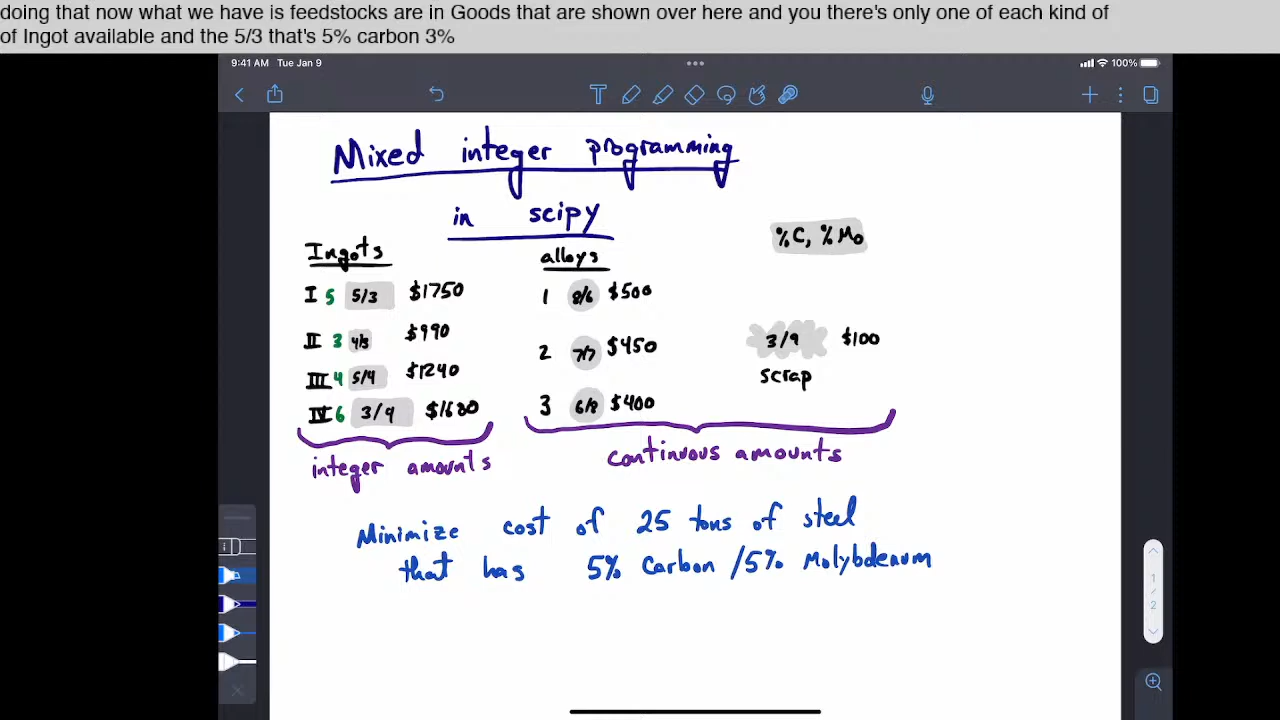 doing that now what we have is feedstocks are in Goods that are shown over here and you there's only one of each kind of
of Ingot available and the 5/3 that's 5% carbon 3%
9:41 AM Tue Jan 9
100%
Mixed integer programming
in scipy
%C, %Mo
Ingots
I 5 5/3 $1750
II 3 4/3 $990
III 4 5/4 $1240
IV 6 3/4 $1680
integer amounts
alloys
1 8/6 $500
2 7/7 $450
3 6/8 $400
3/9 $100
scrap
continuous amounts
Minimize cost of 25 tons of steel
that has 5% Carbon /5% Molybdenum
1
/
2